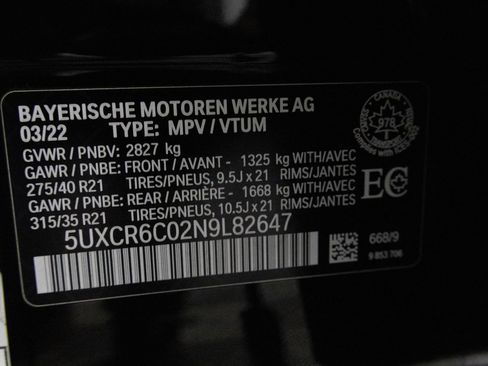 BAYERISCHE MOTOREN WERKE AG
03/22 TYPE: MPV / VTUM
GVWR / PNBV: 2827 kg
GAWR / PNBE: FRONT / AVANT - 1325 kg WITH/AVEC
275/40 R21 TIRES/PNEUS, 9.5J x 21 RIMS/JANTES
GAWR / PNBE: REAR / ARRIÈRE - 1668 kg WITH/AVEC
315/35 R21 TIRES/PNEUS, 10.5J x 21 RIMS/JANTES
5UXCR6C02N9L82647
CANADA
978
EC
668/9
9 853 706